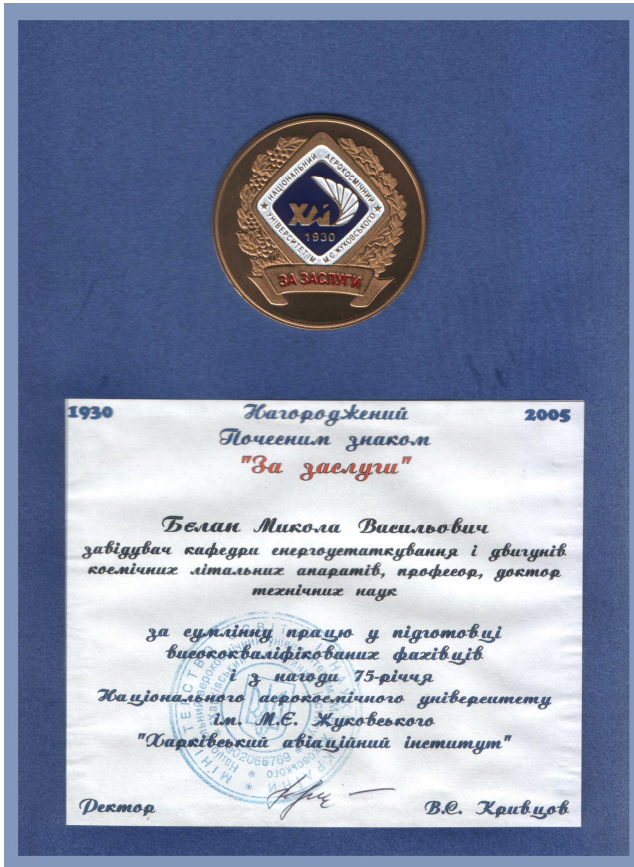 НАЦІОНАЛЬНИЙ АЕРОКОСМІЧНИЙ
УНІВЕРСИТЕТ ІМ. М.Є.ЖУКОВСЬКОГО
ХАІ
1930
ЗА ЗАСЛУГИ
1930 Нагороджений 2005
Почесним знаком
"За заслуги"
Бєлан Микола Васильович
завідувач кафедри енергоустаткування і двигунів
космічних літальних апаратів, професор, доктор
технічних наук
за сумлінну працю у підготовці
висококваліфікованих фахівців
і з нагоди 75-річчя
Національного аерокосмічного університету
ім. М.Є. Жуковського
"Харківський авіаційний інститут"
Ректор В.С. Кривцов